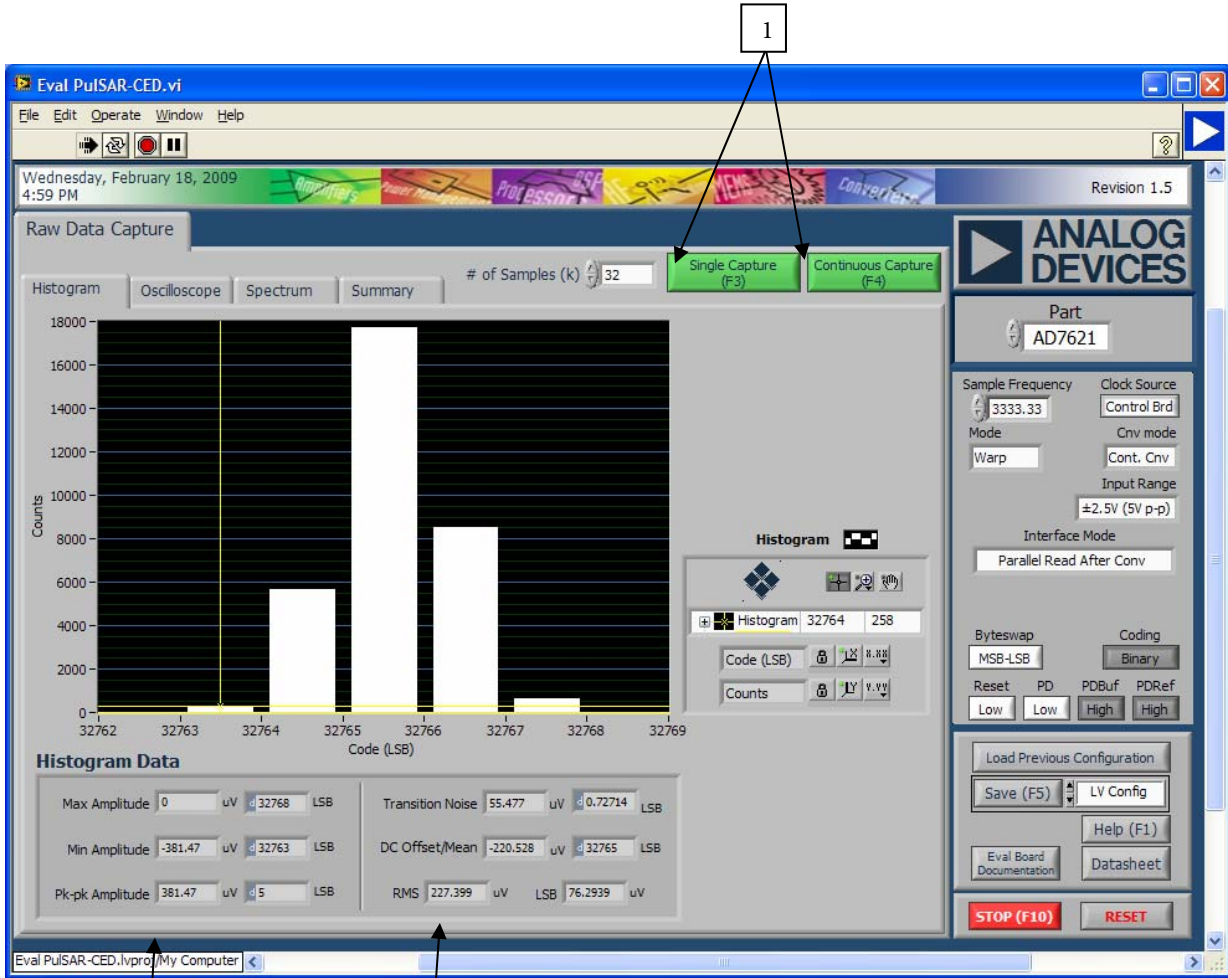 1
Eval PulSAR-CED.vi
File Edit Operate Window Help
Wednesday, February 18, 2009
4:59 PM
Amplifiers Power Management Processor DSP MEMS Converters
Revision 1.5
Raw Data Capture
# of Samples (k) 32
Single Capture
(F3)
Continuous Capture
(F4)
Histogram Oscilloscope Spectrum Summary
18000
16000
14000
12000
10000
8000
6000
4000
2000
0
Counts
32762 32763 32764 32765 32766 32767 32768 32769
Code (LSB)
Histogram
Histogram 32764 258
Code (LSB)
Counts
Histogram Data
Max Amplitude 0 uV d 32768 LSB
Min Amplitude -381.47 uV d 32763 LSB
Pk-pk Amplitude 381.47 uV d 5 LSB
Transition Noise 55.477 uV d 0.72714 LSB
DC Offset/Mean -220.528 uV d 32765 LSB
RMS 227.399 uV LSB 76.2939 uV
ANALOG
DEVICES
Part
AD7621
Sample Frequency Clock Source
3333.33 Control Brd
Mode Cnv mode
Warp Cont. Cnv
Input Range
±2.5V (5V p-p)
Interface Mode
Parallel Read After Conv
Byteswap Coding
MSB-LSB Binary
Reset PD PDBuf PDRef
Low Low High High
Load Previous Configuration
Save (F5) LV Config
Help (F1)
Eval Board
Documentation
Datasheet
STOP (F10) RESET
Eval PulSAR-CED.lvproj/My Computer